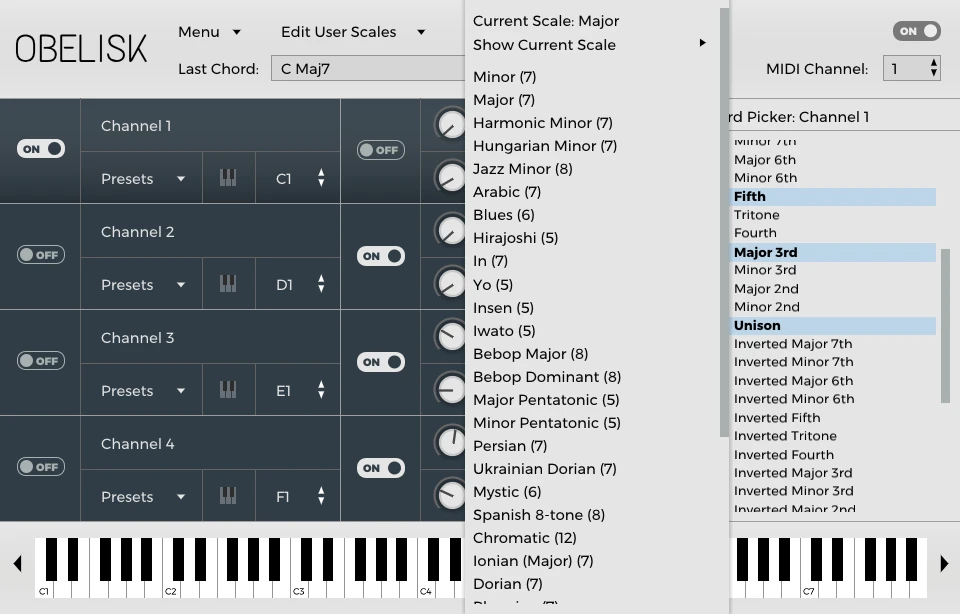 OBELISK
Menu
Edit User Scales
Last Chord:
C Maj7
ON
MIDI Channel:
1
ON
Channel 1
Presets
C1
OFF
OFF
Channel 2
Presets
D1
ON
OFF
Channel 3
Presets
E1
ON
OFF
Channel 4
Presets
F1
ON
Current Scale: Major
Show Current Scale
Minor (7)
Major (7)
Harmonic Minor (7)
Hungarian Minor (7)
Jazz Minor (8)
Arabic (7)
Blues (6)
Hirajoshi (5)
In (7)
Yo (5)
Insen (5)
Iwato (5)
Bebop Major (8)
Bebop Dominant (8)
Major Pentatonic (5)
Minor Pentatonic (5)
Persian (7)
Ukrainian Dorian (7)
Mystic (6)
Spanish 8-tone (8)
Chromatic (12)
Ionian (Major) (7)
Dorian (7)
rd Picker: Channel 1
Minor 7th
Major 6th
Minor 6th
Fifth
Tritone
Fourth
Major 3rd
Minor 3rd
Major 2nd
Minor 2nd
Unison
Inverted Major 7th
Inverted Minor 7th
Inverted Major 6th
Inverted Minor 6th
Inverted Fifth
Inverted Tritone
Inverted Fourth
Inverted Major 3rd
Inverted Minor 3rd
Inverted Major 2nd
C1
C2
C3
C4
C7